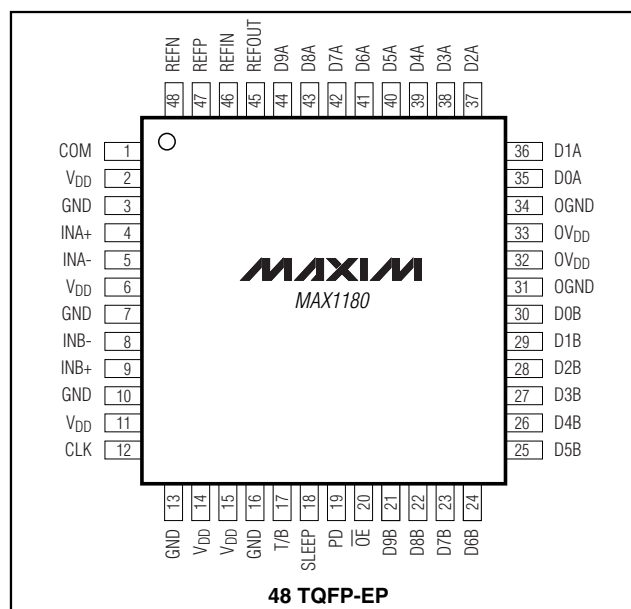 REFN REFP REFIN REFOUT D9A D8A D7A D6A D5A D4A D3A D2A
48 47 46 45 44 43 42 41 40 39 38 37
COM 1
VDD 2
GND 3
INA+ 4
INA- 5
VDD 6
GND 7
INB- 8
INB+ 9
GND 10
VDD 11
CLK 12
MAXIM
MAX1180
36 D1A
35 D0A
34 OGND
33 OVDD
32 OVDD
31 OGND
30 D0B
29 D1B
28 D2B
27 D3B
26 D4B
25 D5B
13 14 15 16 17 18 19 20 21 22 23 24
GND VDD VDD GND T/B SLEEP PD O̅E̅ D9B D8B D7B D6B
48 TQFP-EP